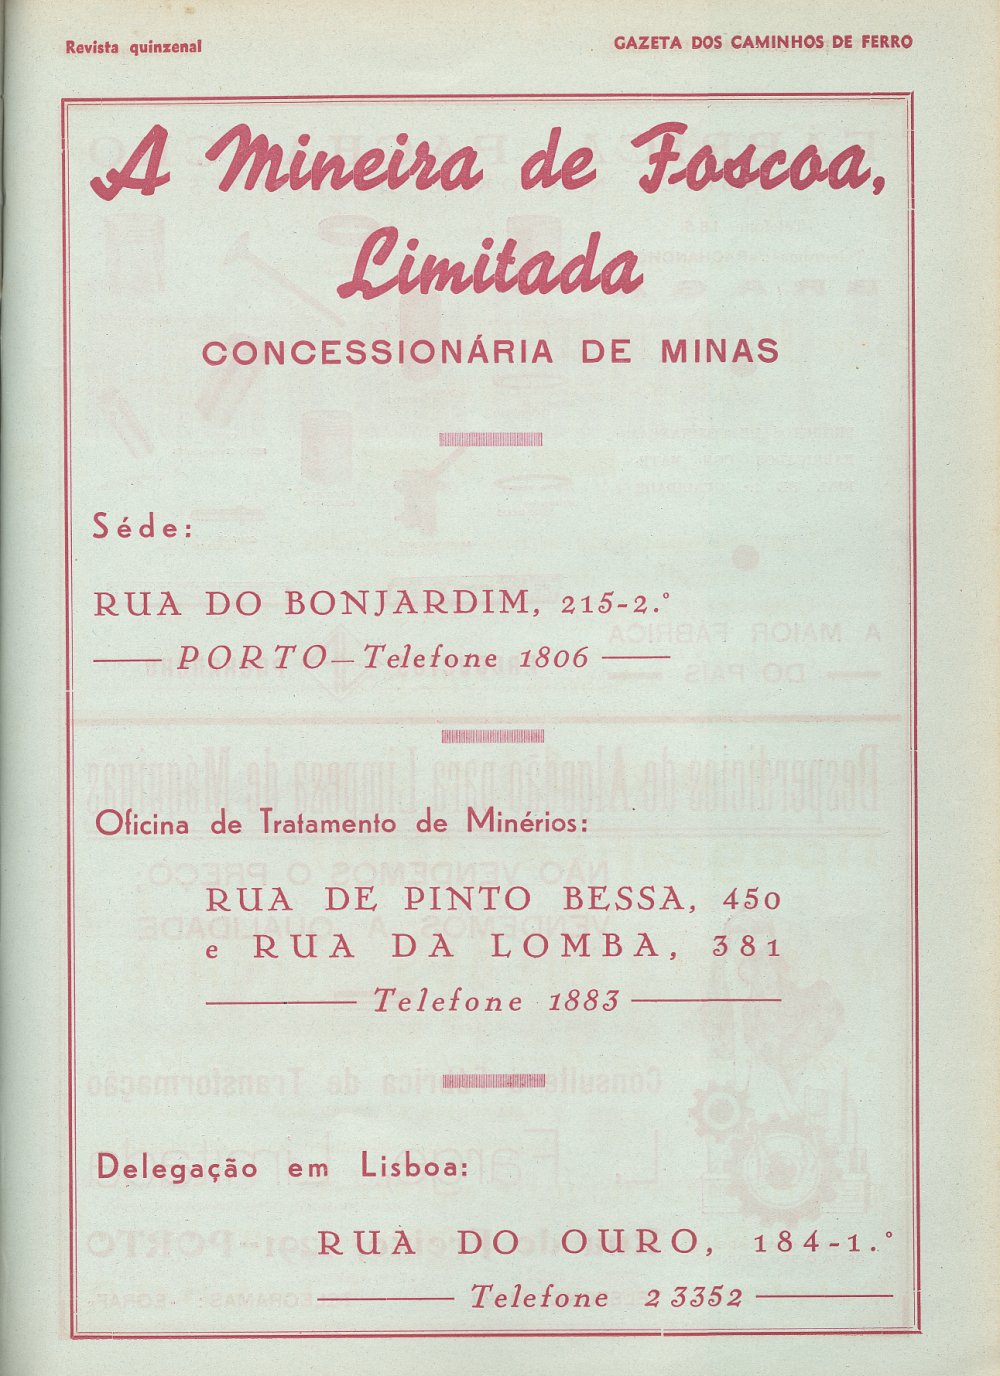 Revista quinzenal
GAZETA DOS CAMINHOS DE FERRO
A Mineira de Foscoa,
Limitada
CONCESSIONÁRIA DE MINAS
Séde:
RUA DO BONJARDIM, 215-2.º
PORTO—Telefone 1806
Oficina de Tratamento de Minérios:
RUA DE PINTO BESSA, 450
e RUA DA LOMBA, 381
Telefone 1883
Delegação em Lisboa:
RUA DO OURO, 184-1.º
Telefone 2 3352